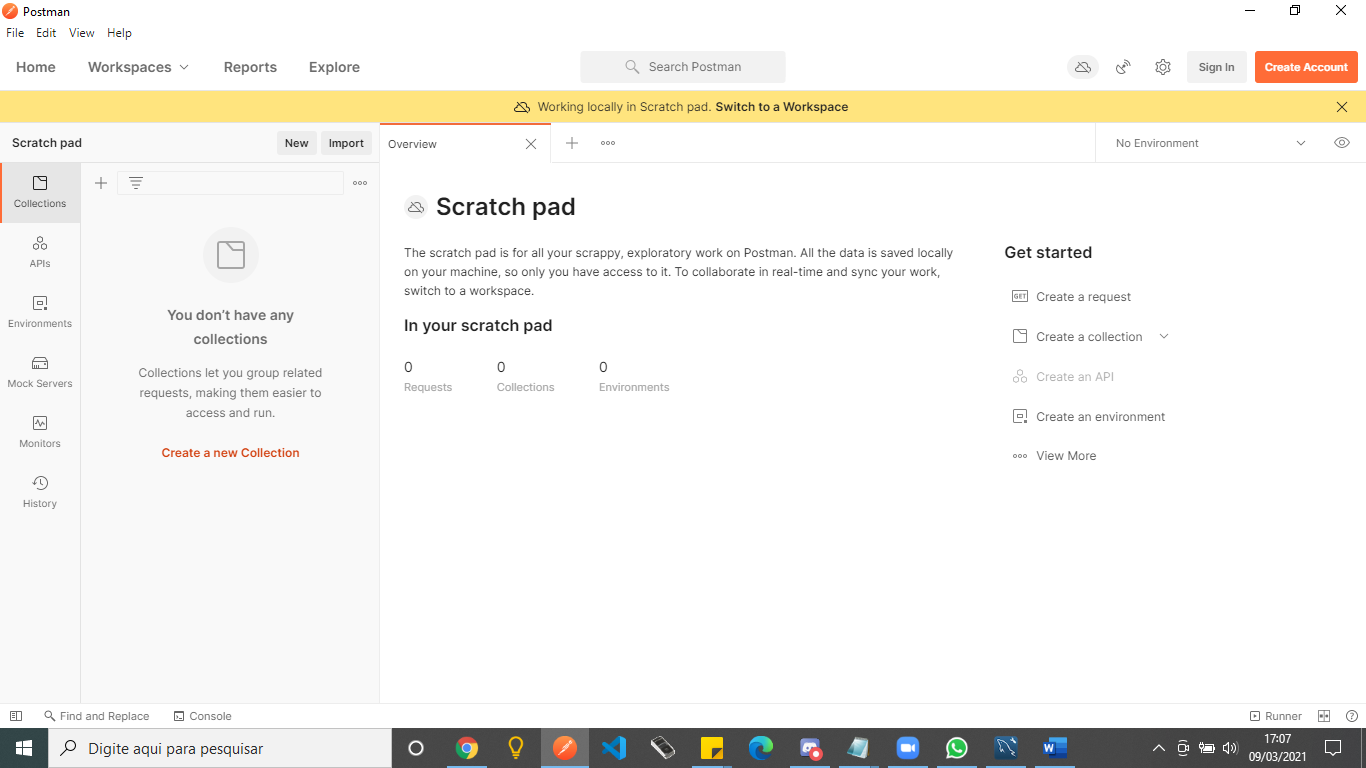 Postman
File Edit View Help
Home Workspaces Reports Explore
Search Postman
Sign In
Create Account
Working locally in Scratch pad. Switch to a Workspace
Scratch pad
New
Import
Overview
No Environment
Collections
APIs
Environments
Mock Servers
Monitors
History
You don’t have any
collections
Collections let you group related
requests, making them easier to
access and run.
Create a new Collection
Scratch pad
The scratch pad is for all your scrappy, exploratory work on Postman. All the data is saved locally
on your machine, so only you have access to it. To collaborate in real-time and sync your work,
switch to a workspace.
In your scratch pad
0 0 0
Requests Collections Environments
Get started
GET Create a request
Create a collection
Create an API
Create an environment
View More
Find and Replace
Console
Runner
Digite aqui para pesquisar
17:07
09/03/2021